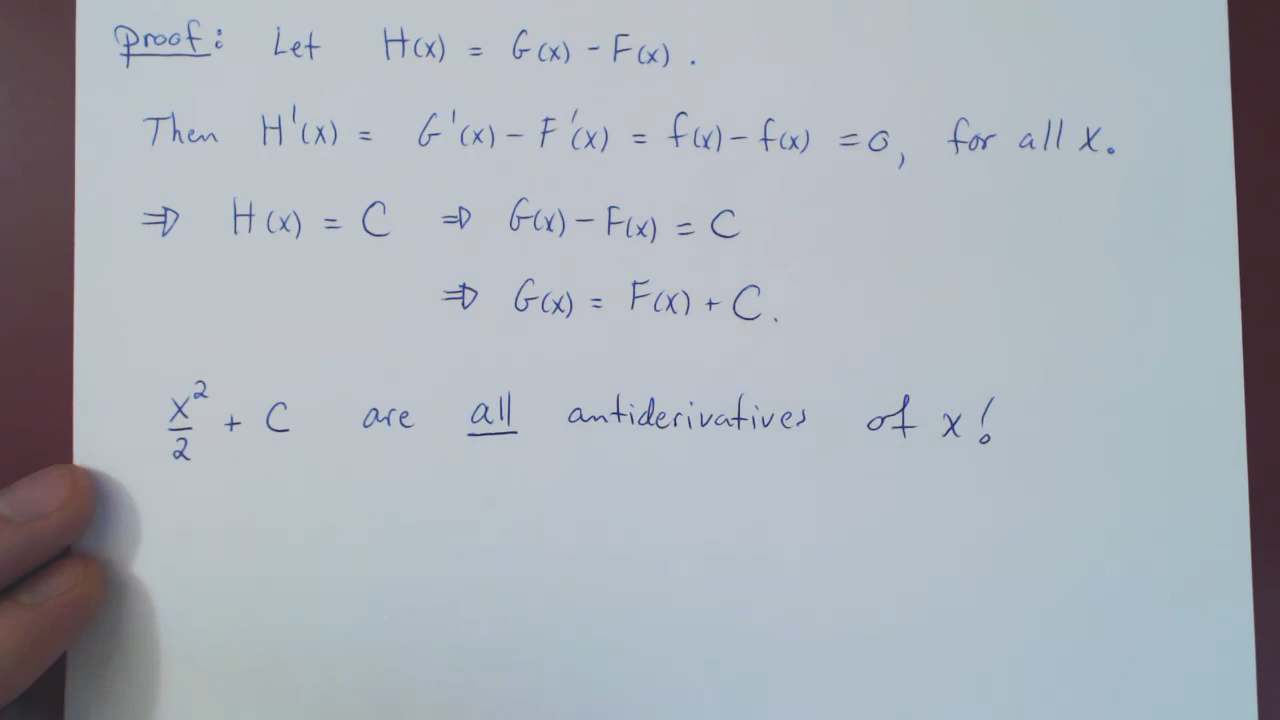 Proof: Let H(x) = G(x) - F(x).
Then H'(x) = G'(x) - F'(x) = f(x) - f(x) = 0, for all x.
⇒ H(x) = C ⇒ G(x) - F(x) = C
⇒ G(x) = F(x) + C.
x²/2 + C are all antiderivatives of x!